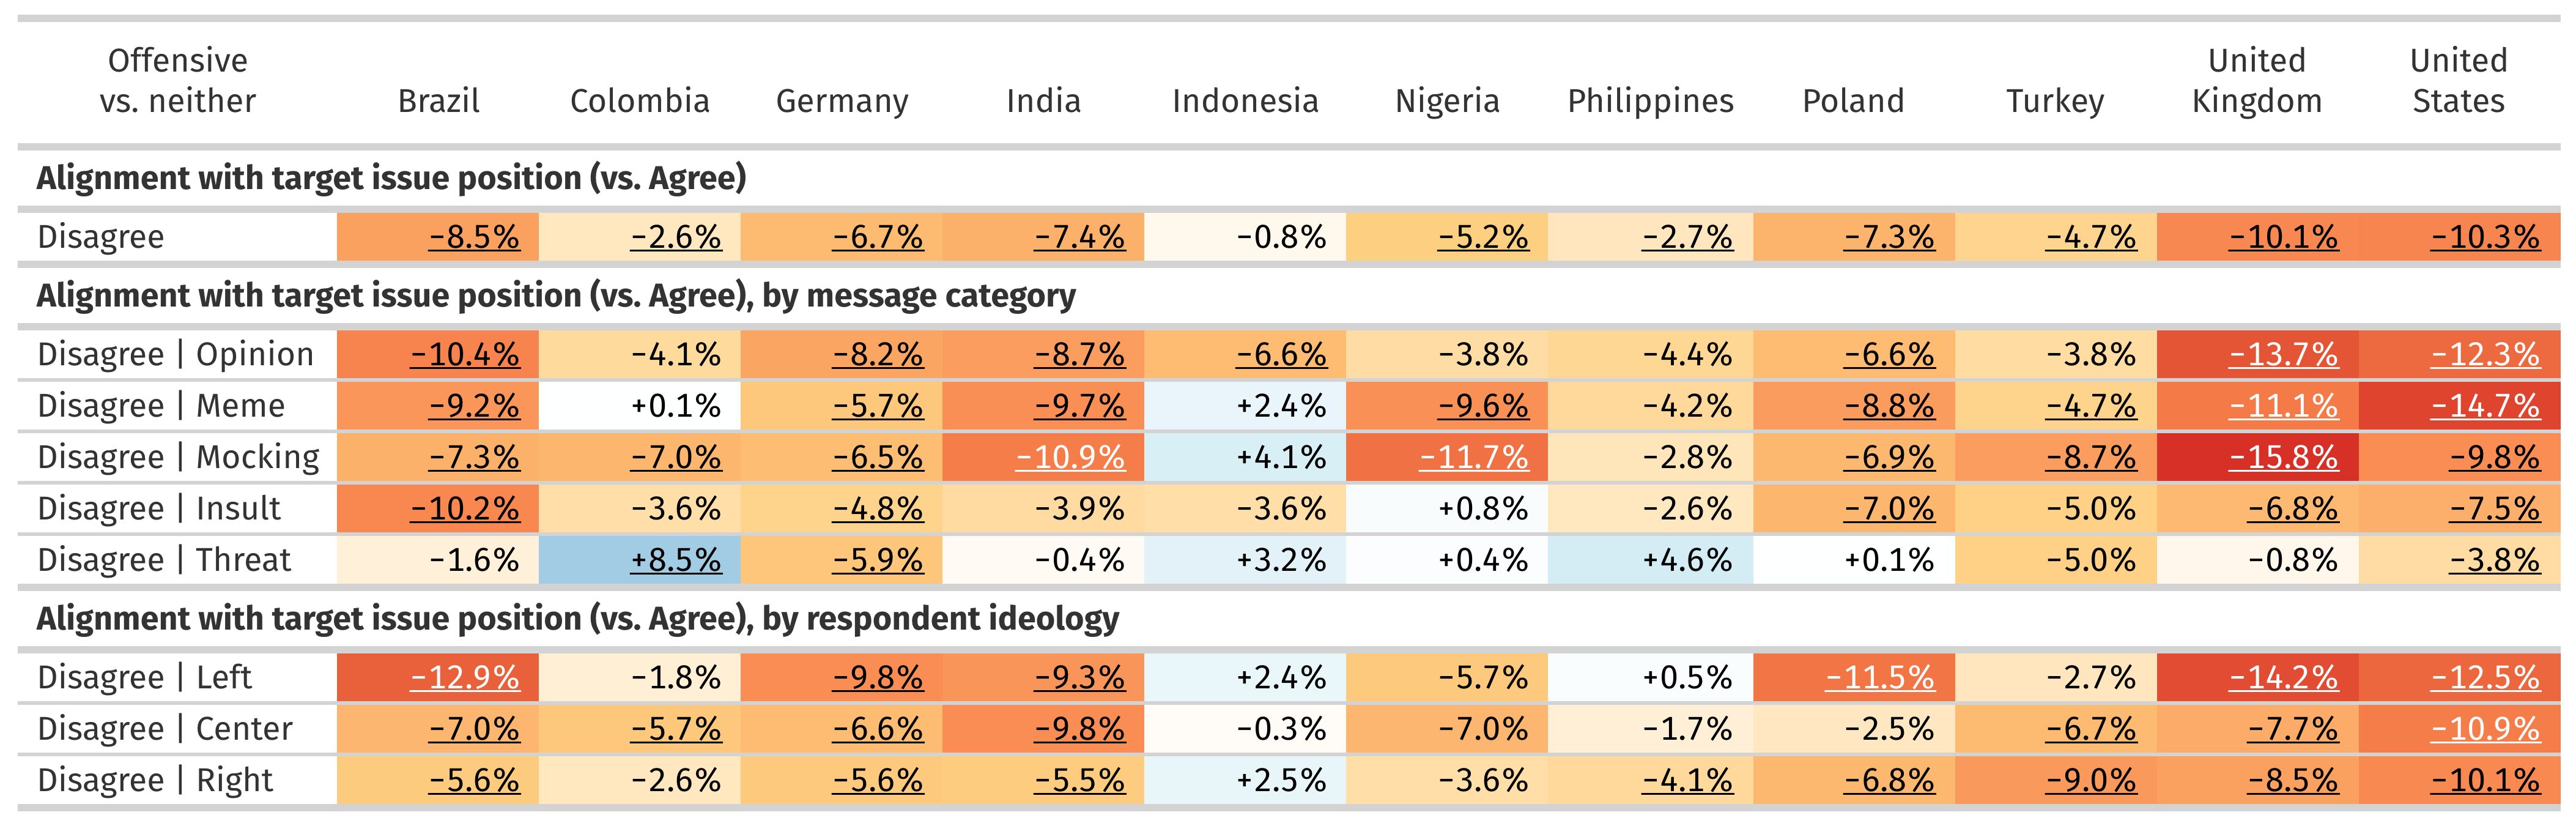 Offensive vs. neither Brazil Colombia Germany India Indonesia Nigeria Philippines Poland Turkey United Kingdom United States
Alignment with target issue position (vs. Agree)
Disagree −8.5% −2.6% −6.7% −7.4% −0.8% −5.2% −2.7% −7.3% −4.7% −10.1% −10.3%
Alignment with target issue position (vs. Agree), by message category
Disagree | Opinion −10.4% −4.1% −8.2% −8.7% −6.6% −3.8% −4.4% −6.6% −3.8% −13.7% −12.3%
Disagree | Meme −9.2% +0.1% −5.7% −9.7% +2.4% −9.6% −4.2% −8.8% −4.7% −11.1% −14.7%
Disagree | Mocking −7.3% −7.0% −6.5% −10.9% +4.1% −11.7% −2.8% −6.9% −8.7% −15.8% −9.8%
Disagree | Insult −10.2% −3.6% −4.8% −3.9% −3.6% +0.8% −2.6% −7.0% −5.0% −6.8% −7.5%
Disagree | Threat −1.6% +8.5% −5.9% −0.4% +3.2% +0.4% +4.6% +0.1% −5.0% −0.8% −3.8%
Alignment with target issue position (vs. Agree), by respondent ideology
Disagree | Left −12.9% −1.8% −9.8% −9.3% +2.4% −5.7% +0.5% −11.5% −2.7% −14.2% −12.5%
Disagree | Center −7.0% −5.7% −6.6% −9.8% −0.3% −7.0% −1.7% −2.5% −6.7% −7.7% −10.9%
Disagree | Right −5.6% −2.6% −5.6% −5.5% +2.5% −3.6% −4.1% −6.8% −9.0% −8.5% −10.1%